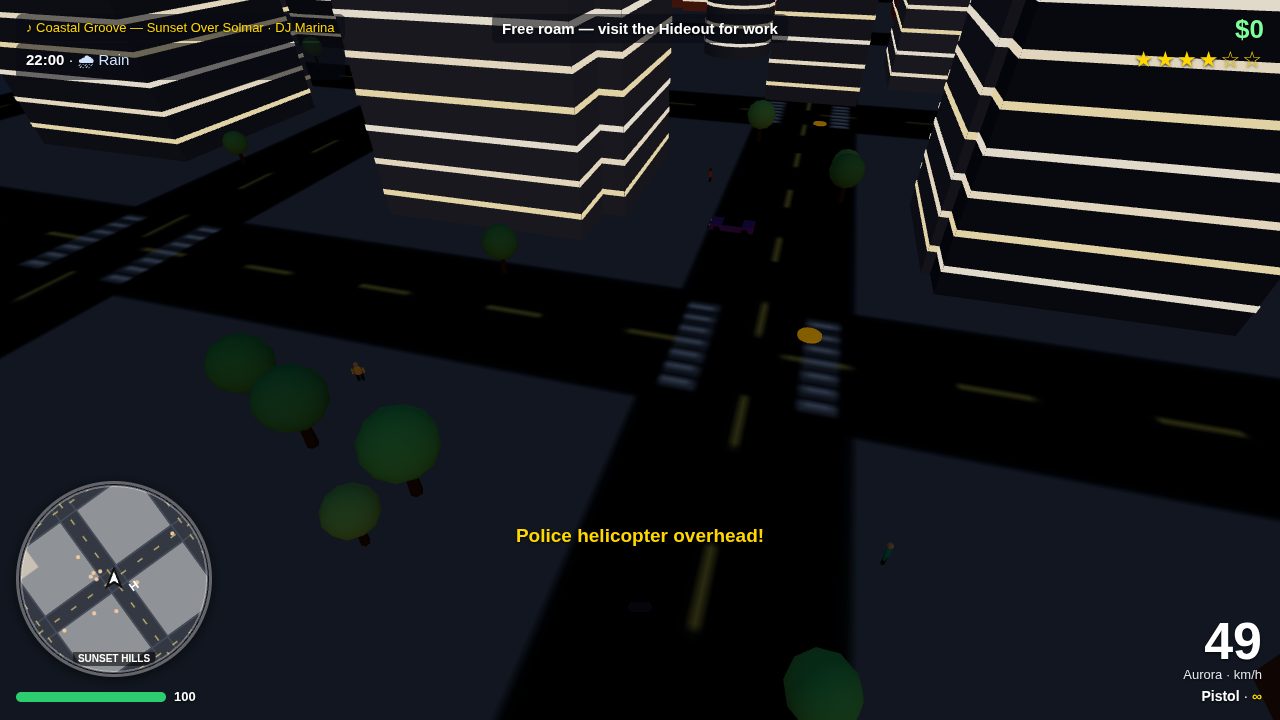 ♪ Coastal Groove — Sunset Over Solmar · DJ Marina
Free roam — visit the Hideout for work
$0
22:00 · 🌧 Rain
★★★★☆☆
Police helicopter overhead!
H
SUNSET HILLS
100
49
Aurora · km/h
Pistol · ∞